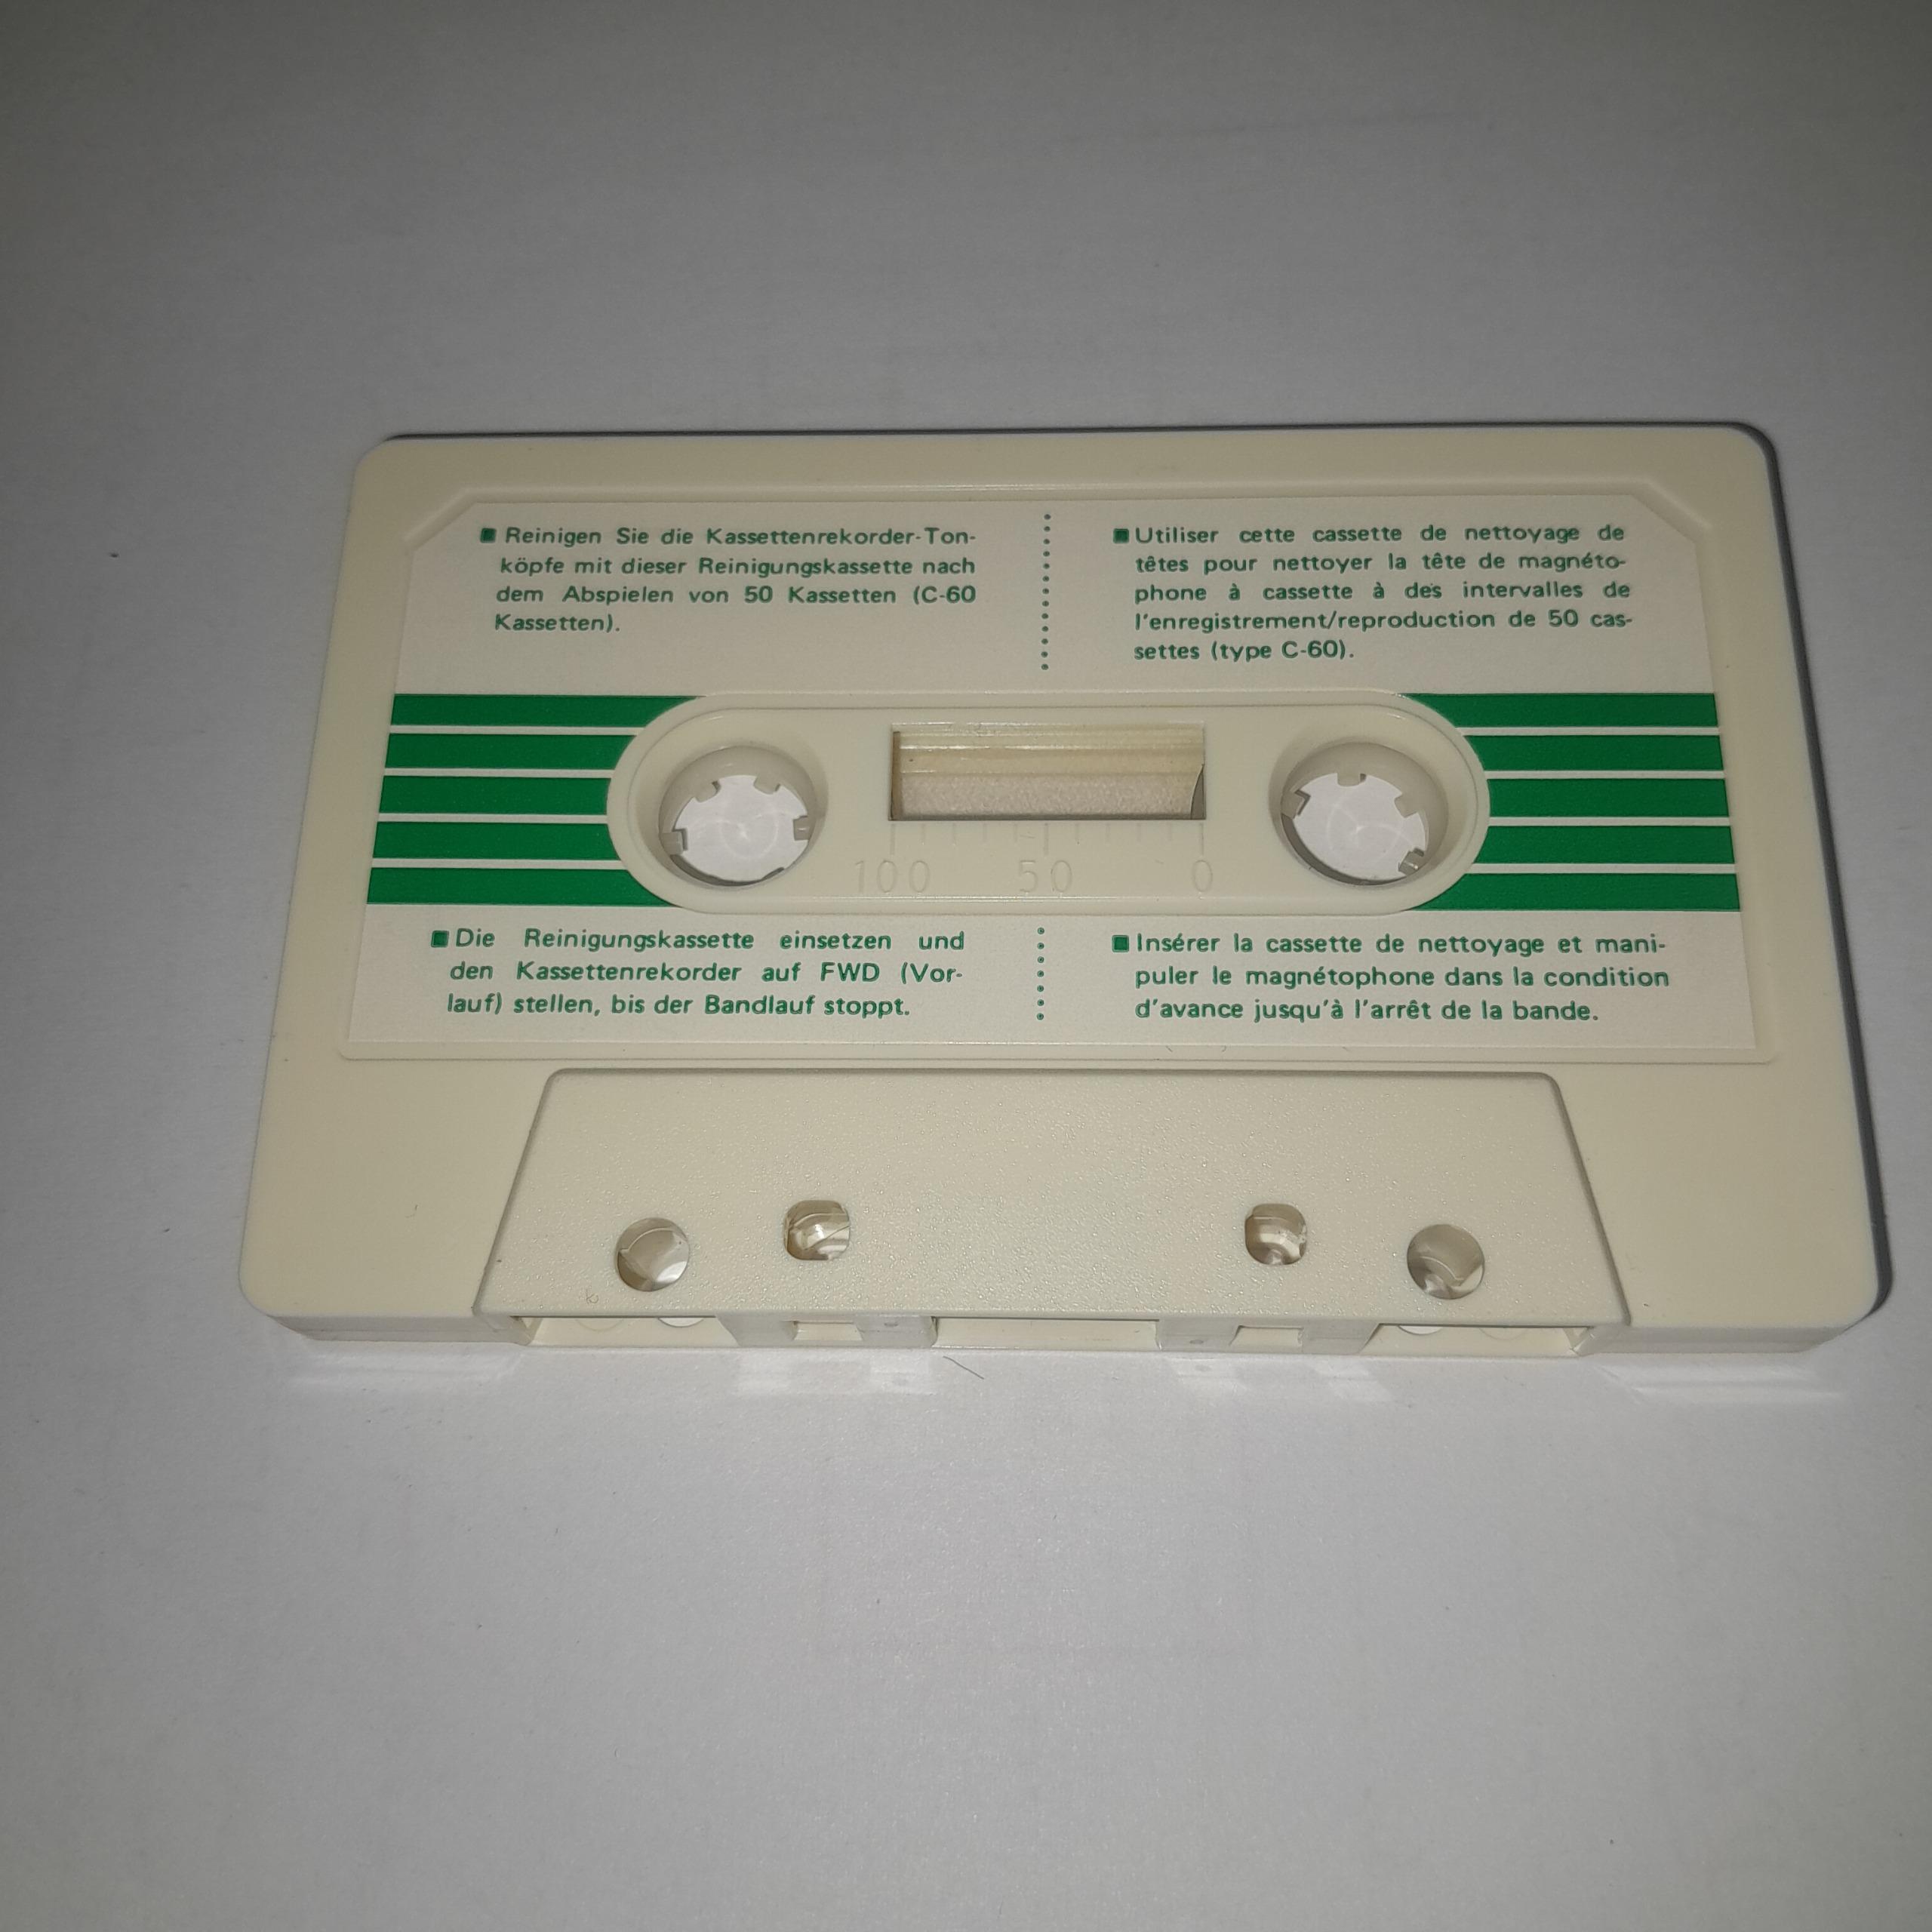 ■ Reinigen Sie die Kassettenrekorder-Ton-
köpfe mit dieser Reinigungskassette nach
dem Abspielen von 50 Kassetten (C-60
Kassetten).
■ Utiliser cette cassette de nettoyage de
têtes pour nettoyer la tête de magnéto-
phone à cassette à des intervalles de
l'enregistrement/reproduction de 50 cas-
settes (type C-60).
100 50 0
■ Die Reinigungskassette einsetzen und
den Kassettenrekorder auf FWD (Vor-
lauf) stellen, bis der Bandlauf stoppt.
■ Insérer la cassette de nettoyage et mani-
puler le magnétophone dans la condition
d'avance jusqu'à l'arrêt de la bande.